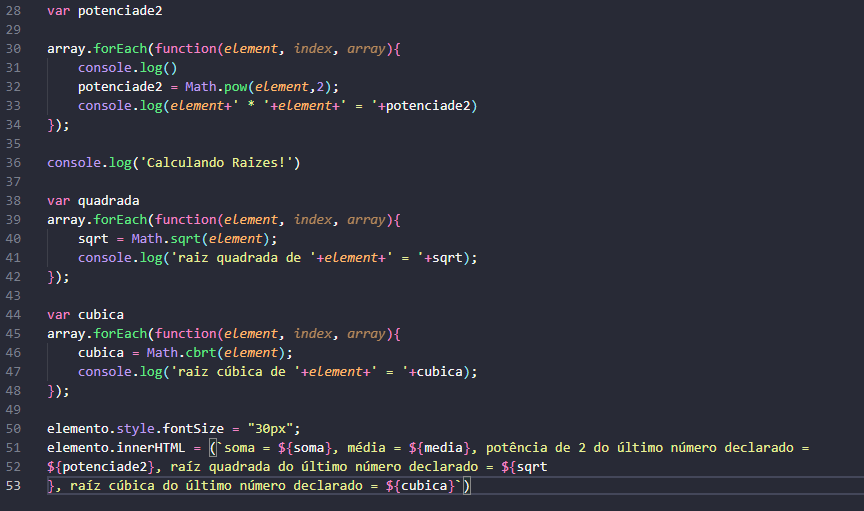 28 var potenciade2
29
30 array.forEach(function(element, index, array){
31 console.log()
32 potenciade2 = Math.pow(element,2);
33 console.log(element+' * '+element+' = '+potenciade2)
34 });
35
36 console.log('Calculando Raizes!')
37
38 var quadrada
39 array.forEach(function(element, index, array){
40 sqrt = Math.sqrt(element);
41 console.log('raiz quadrada de '+element+' = '+sqrt);
42 });
43
44 var cubica
45 array.forEach(function(element, index, array){
46 cubica = Math.cbrt(element);
47 console.log('raiz cúbica de '+element+' = '+cubica);
48 });
49
50 elemento.style.fontSize = "30px";
51 elemento.innerHTML = (`soma = ${soma}, média = ${media}, potência de 2 do último número declarado =
52 ${potenciade2}, raíz quadrada do último número declarado = ${sqrt
53 }, raíz cúbica do último número declarado = ${cubica}`)